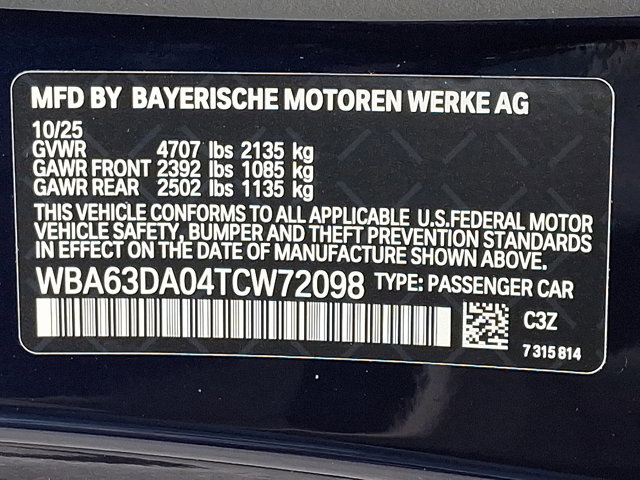 MFD BY BAYERISCHE MOTOREN WERKE AG
10/25
GVWR 4707 lbs 2135 kg
GAWR FRONT 2392 lbs 1085 kg
GAWR REAR 2502 lbs 1135 kg
THIS VEHICLE CONFORMS TO ALL APPLICABLE U.S.FEDERAL MOTOR
VEHICLE SAFETY, BUMPER AND THEFT PREVENTION STANDARDS
IN EFFECT ON THE DATE OF MANUFACTURE SHOWN ABOVE.
WBA63DA04TCW72098 TYPE: PASSENGER CAR
C3Z
7 315 814